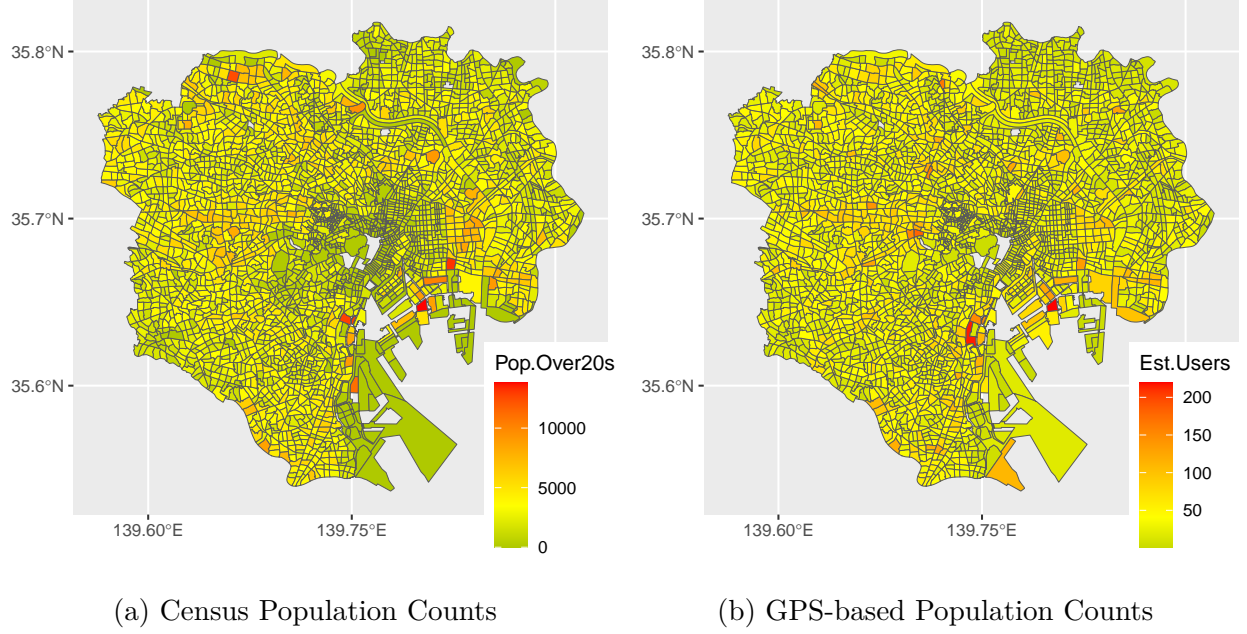 35.8°N
35.7°N
35.6°N
139.60°E
139.75°E
Pop.Over20s
10000
5000
0
(a) Census Population Counts
35.8°N
35.7°N
35.6°N
139.60°E
139.75°E
Est.Users
200
150
100
50
(b) GPS-based Population Counts